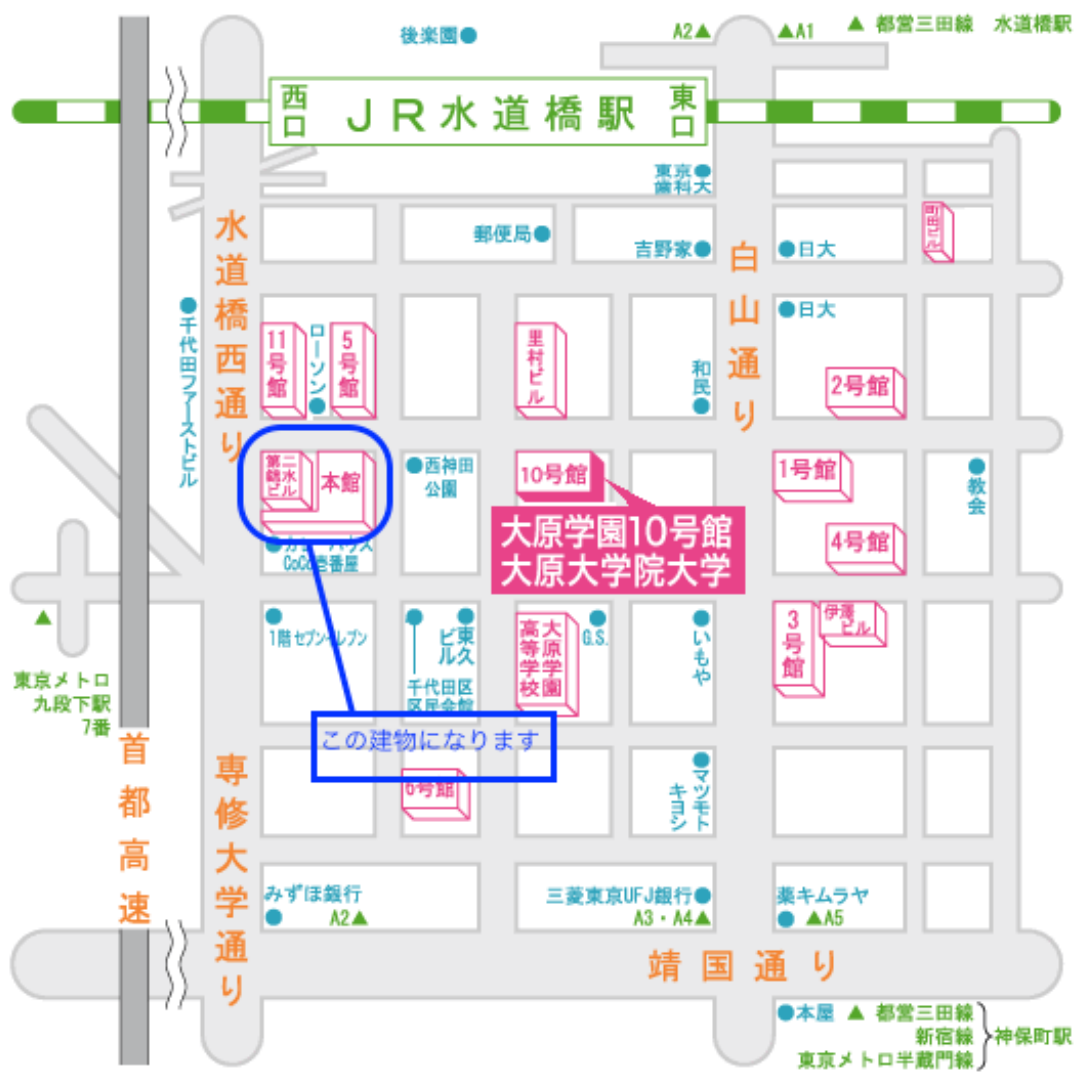 後楽園
A2▲
▲A1
▲ 都営三田線 水道橋駅
西口
JR水道橋駅
東口
東京
歯科大
水道橋西通り
郵便局
吉野家
白山通り
日大
町田ビル
千代田ファーストビル
11号館
ローソン
5号館
里村ビル
和民
日大
2号館
第二錦水ビル
本館
西神田
公園
10号館
1号館
教会
大原学園10号館
大原大学院大学
4号館
CoCo壱番屋
▲
東京メトロ
九段下駅
7番
1階 セブンイレブン
東久ビル
千代田区
区民会館
大原学園
高等学校
G.S.
いもや
3号館
伊澤ビル
この建物になります
首都高速
専修大学通り
6号館
マツモト
キヨシ
みずほ銀行
A2▲
三菱東京UFJ銀行
A3・A4▲
薬キムラヤ
▲A5
靖国通り
本屋
▲ 都営三田線
新宿線
東京メトロ半蔵門線
神保町駅